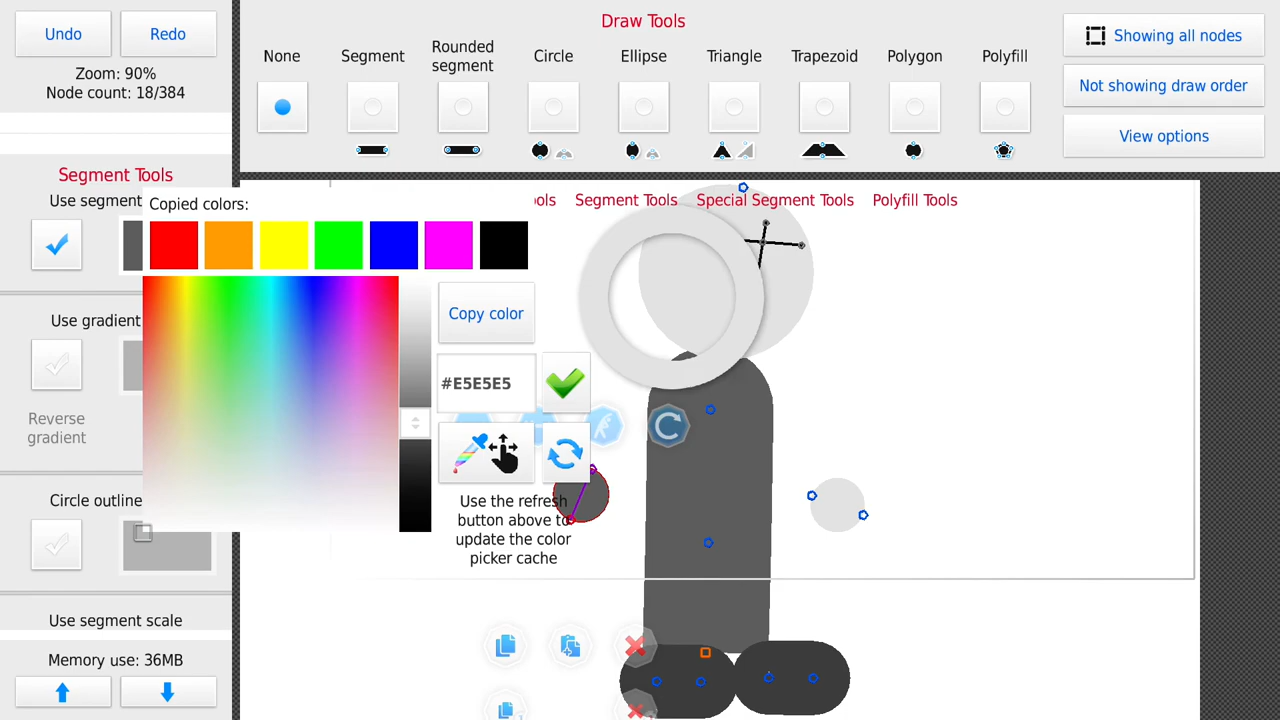 Undo
Redo
Zoom: 90%
Node count: 18/384
Segment Tools
Use segment
Use gradient
Reverse
gradient
Circle outline
Use segment scale
Memory use: 36MB
Draw Tools
None
Segment
Rounded
segment
Circle
Ellipse
Triangle
Trapezoid
Polygon
Polyfill
Showing all nodes
Not showing draw order
View options
Copied colors:
Segment Tools
Special Segment Tools
Polyfill Tools
Copy color
#E5E5E5
Use the refresh
button above to
update the color
picker cache